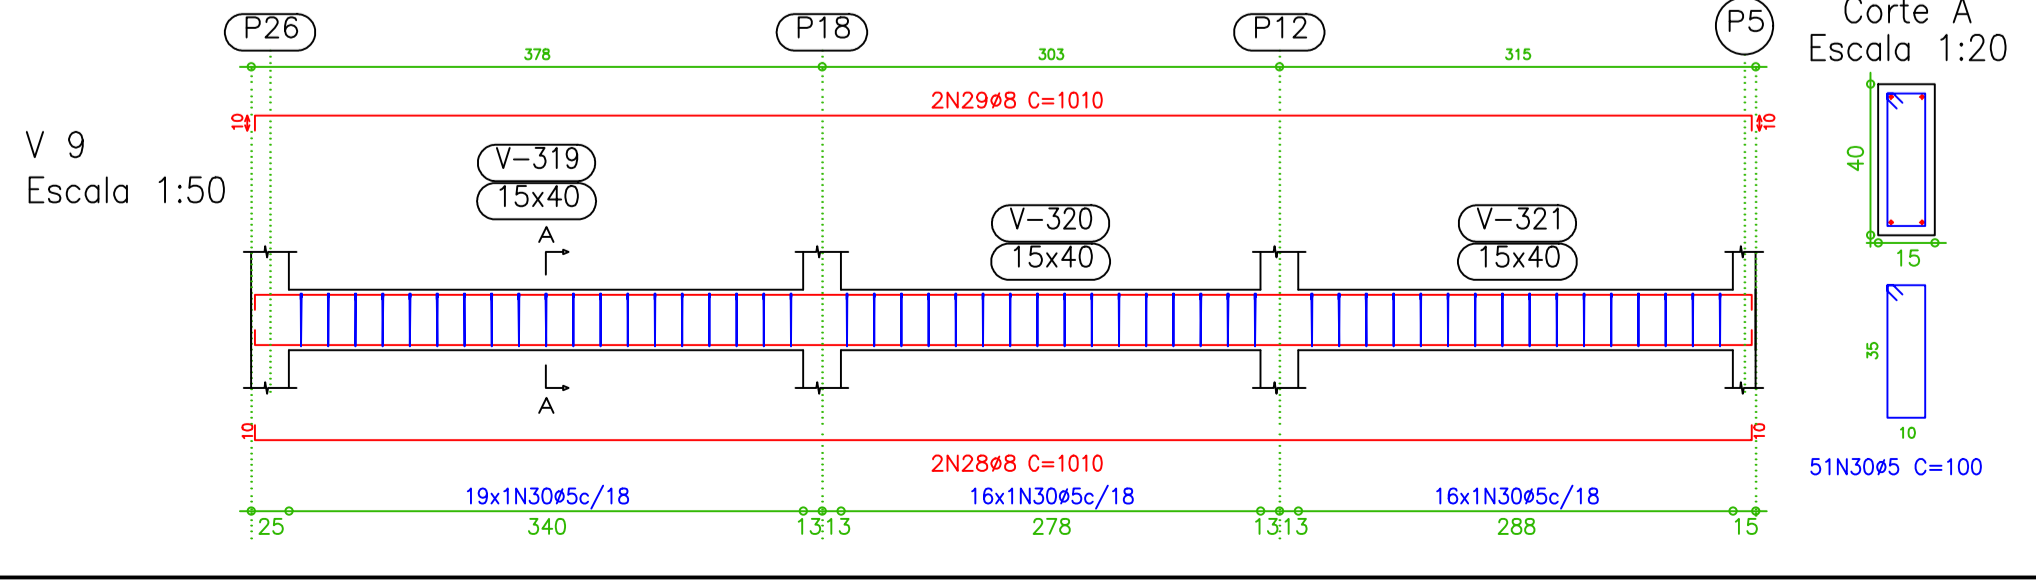 P26
P18
P12
P5
Corte A
Escala 1:20
378
303
315
2N29ø8 C=1010
10
10
V 9
Escala 1:50
V-319
15x40
V-320
15x40
V-321
15x40
A
A
40
15
35
10
51N30ø5 C=100
10
10
2N28ø8 C=1010
19x1N30ø5c/18
16x1N30ø5c/18
16x1N30ø5c/18
25
340
13
13
278
13
13
288
15